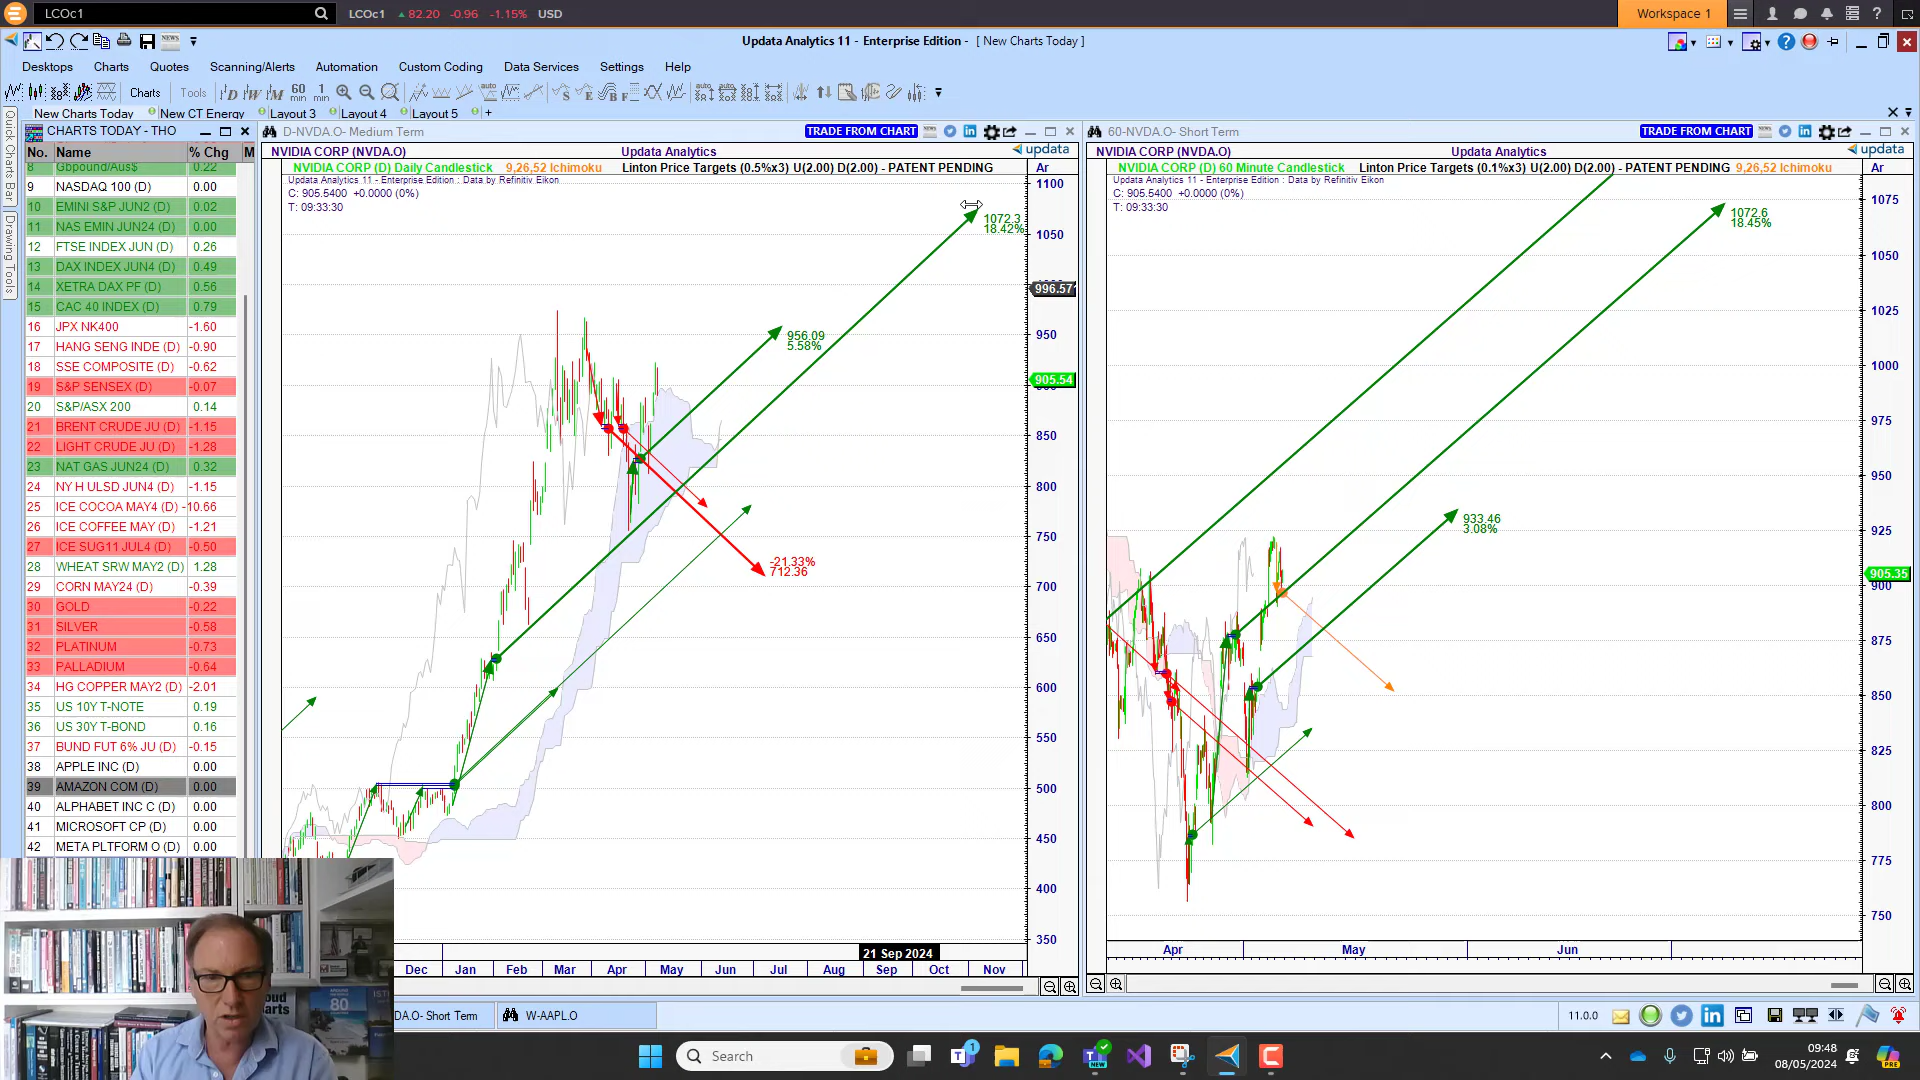 LCOc1
LCOc1 82.20 -0.96 -1.15% USD
Workspace 1
Updata Analytics 11 - Enterprise Edition - [ New Charts Today ]
Desktops Charts Quotes Scanning/Alerts Automation Custom Coding Data Services Settings Help
Charts Tools D W M 60 min 1 min
New Charts Today New CT Energy Layout 3 Layout 4 Layout 5 +
Quick Charts Bar
Drawing Tools
CHARTS TODAY - THO
No. Name % Chg M
8 Gbpound/Aus$ 0.22
9 NASDAQ 100 (D) 0.00
10 EMINI S&P JUN2 (D) 0.02
11 NAS EMIN JUN24 (D) 0.00
12 FTSE INDEX JUN (D) 0.26
13 DAX INDEX JUN4 (D) 0.49
14 XETRA DAX PF (D) 0.56
15 CAC 40 INDEX (D) 0.79
16 JPX NK400 -1.60
17 HANG SENG INDE (D) -0.90
18 SSE COMPOSITE (D) -0.62
19 S&P SENSEX (D) -0.07
20 S&P/ASX 200 0.14
21 BRENT CRUDE JU (D) -1.15
22 LIGHT CRUDE JU (D) -1.28
23 NAT GAS JUN24 (D) 0.32
24 NY H ULSD JUN4 (D) -1.15
25 ICE COCOA MAY4 (D) -10.66
26 ICE COFFEE MAY (D) -1.21
27 ICE SUG11 JUL4 (D) -0.50
28 WHEAT SRW MAY2 (D) 1.28
29 CORN MAY24 (D) -0.39
30 GOLD -0.22
31 SILVER -0.58
32 PLATINUM -0.73
33 PALLADIUM -0.64
34 HG COPPER MAY2 (D) -2.01
35 US 10Y T-NOTE 0.19
36 US 30Y T-BOND 0.16
37 BUND FUT 6% JU (D) -0.15
38 APPLE INC (D) 0.00
39 AMAZON COM (D) 0.00
40 ALPHABET INC C (D) 0.00
41 MICROSOFT CP (D) 0.00
42 META PLTFORM O (D) 0.00
D-NVDA.O- Medium Term
TRADE FROM CHART
NVIDIA CORP (NVDA.O) Updata Analytics updata
NVIDIA CORP (D) Daily Candlestick 9,26,52 Ichimoku Linton Price Targets (0.5%x3) U(2.00) D(2.00) - PATENT PENDING Ar
Updata Analytics 11 - Enterprise Edition : Data by Refinitiv Eikon
C: 905.5400 +0.0000 (0%)
T: 09:33:30
1072.3
18.42%
956.09
5.58%
-21.33%
712.36
1100
1050
996.57
950
905.54
850
800
750
700
650
600
550
500
450
400
350
21 Sep 2024
Dec Jan Feb Mar Apr May Jun Jul Aug Sep Oct Nov
60-NVDA.O- Short Term
TRADE FROM CHART
NVIDIA CORP (NVDA.O) Updata Analytics updata
NVIDIA CORP (D) 60 Minute Candlestick Linton Price Targets (0.1%x3) U(2.00) D(2.00) - PATENT PENDING 9,26,52 Ichimoku Ar
Updata Analytics 11 - Enterprise Edition : Data by Refinitiv Eikon
C: 905.5400 +0.0000 (0%)
T: 09:33:30
1072.6
18.45%
933.46
3.08%
1075
1050
1025
1000
975
950
925
905.35
900
875
850
825
800
775
750
Apr May Jun
DA.O- Short Term W-AAPL.O
11.0.0
Search
09:48
08/05/2024